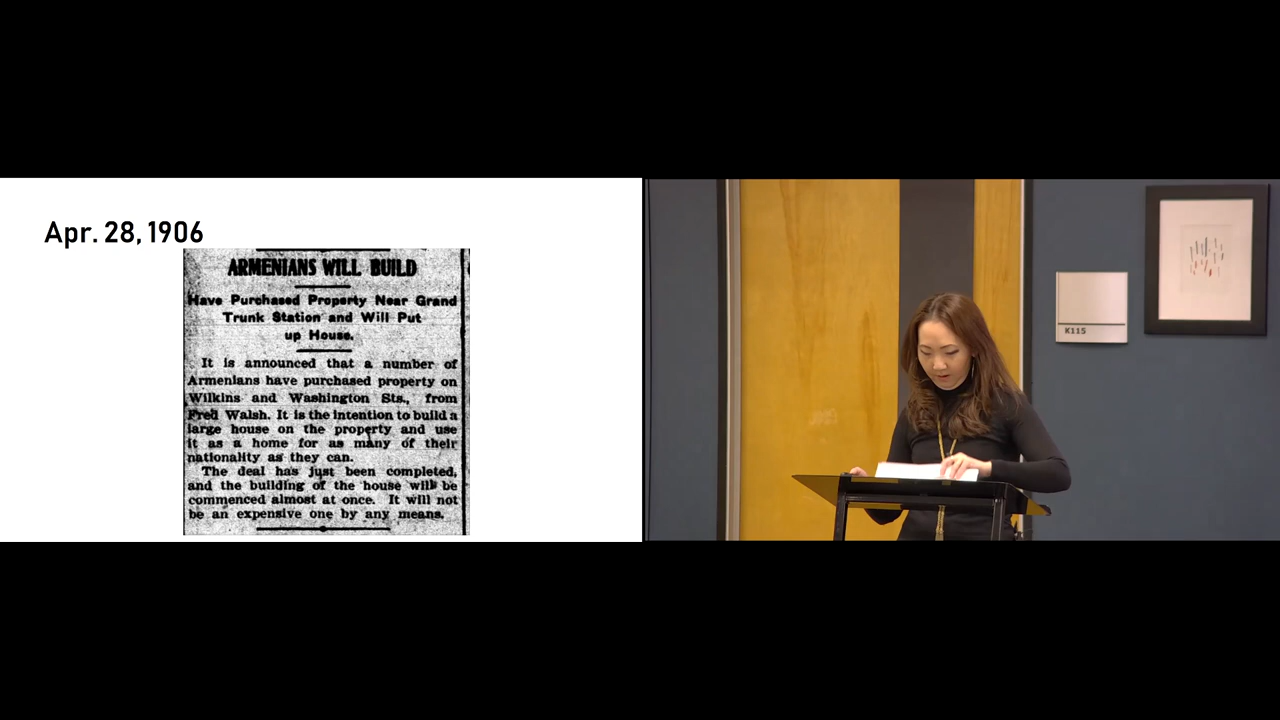 Apr. 28, 1906
ARMENIANS WILL BUILD
Have Purchased Property Near Grand
Trunk Station and Will Put
up House.
It is announced that a number of
Armenians have purchased property on
Wilkins and Washington Sts., from
Fred Walsh. It is the intention to build a
large house on the property and use
it as a home for as many of their
nationality as they can.
The deal has just been completed,
and the building of the house will be
commenced almost at once. It will not
be an expensive one by any means.
K115